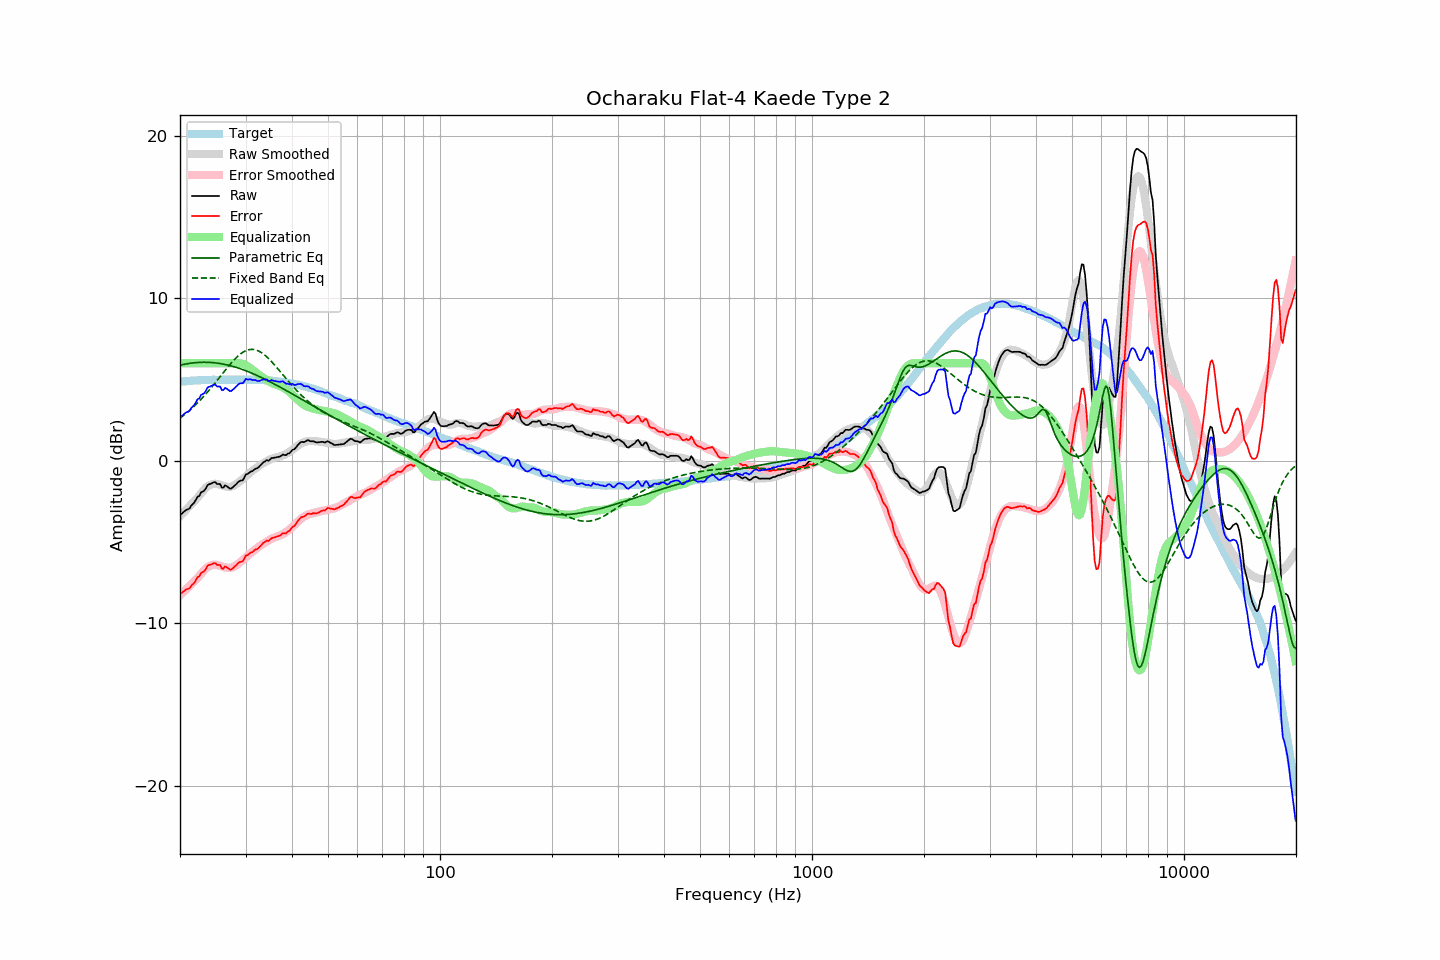 Ocharaku Flat-4 Kaede Type 2
Target
Raw Smoothed
Error Smoothed
Raw
Error
Equalization
Parametric Eq
Fixed Band Eq
Equalized
20
10
0
−10
−20
Amplitude (dBr)
100
1000
10000
Frequency (Hz)